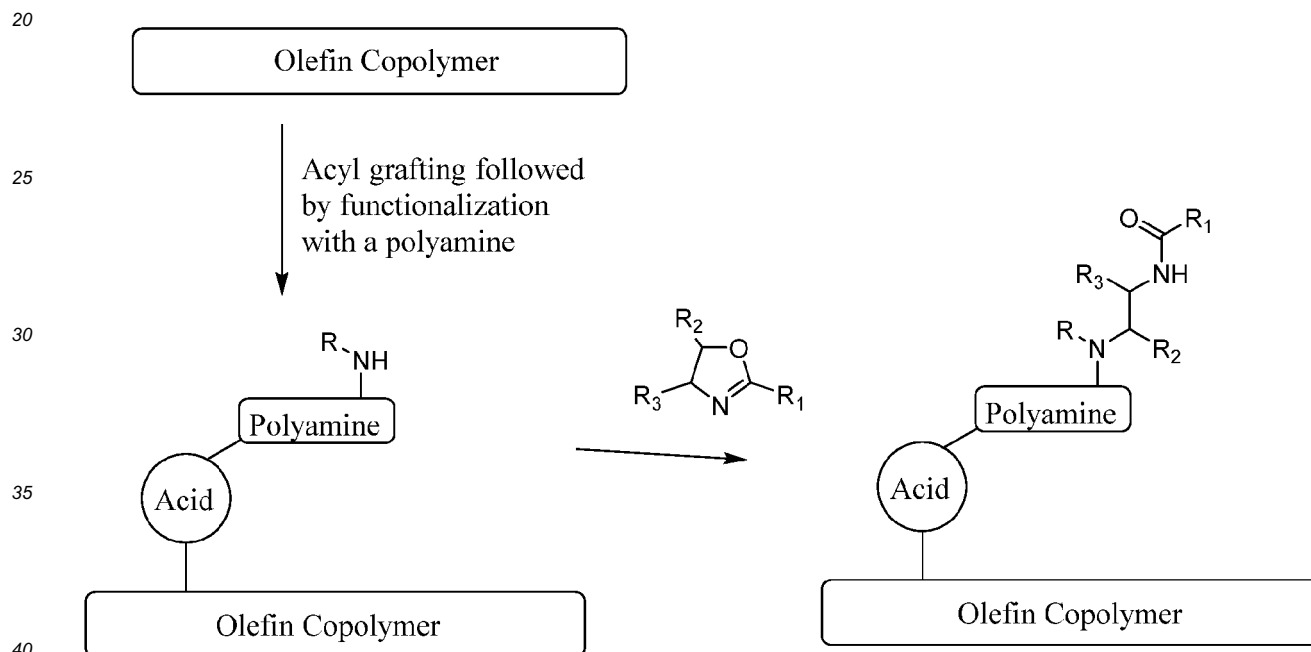 20
Olefin Copolymer
25
Acyl grafting followed
by functionalization
with a polyamine
O
R1
R3
NH
30
R
NH
R2
O
R3
N
R1
R
N
R2
Polyamine
Polyamine
35
Acid
Acid
Olefin Copolymer
Olefin Copolymer
40